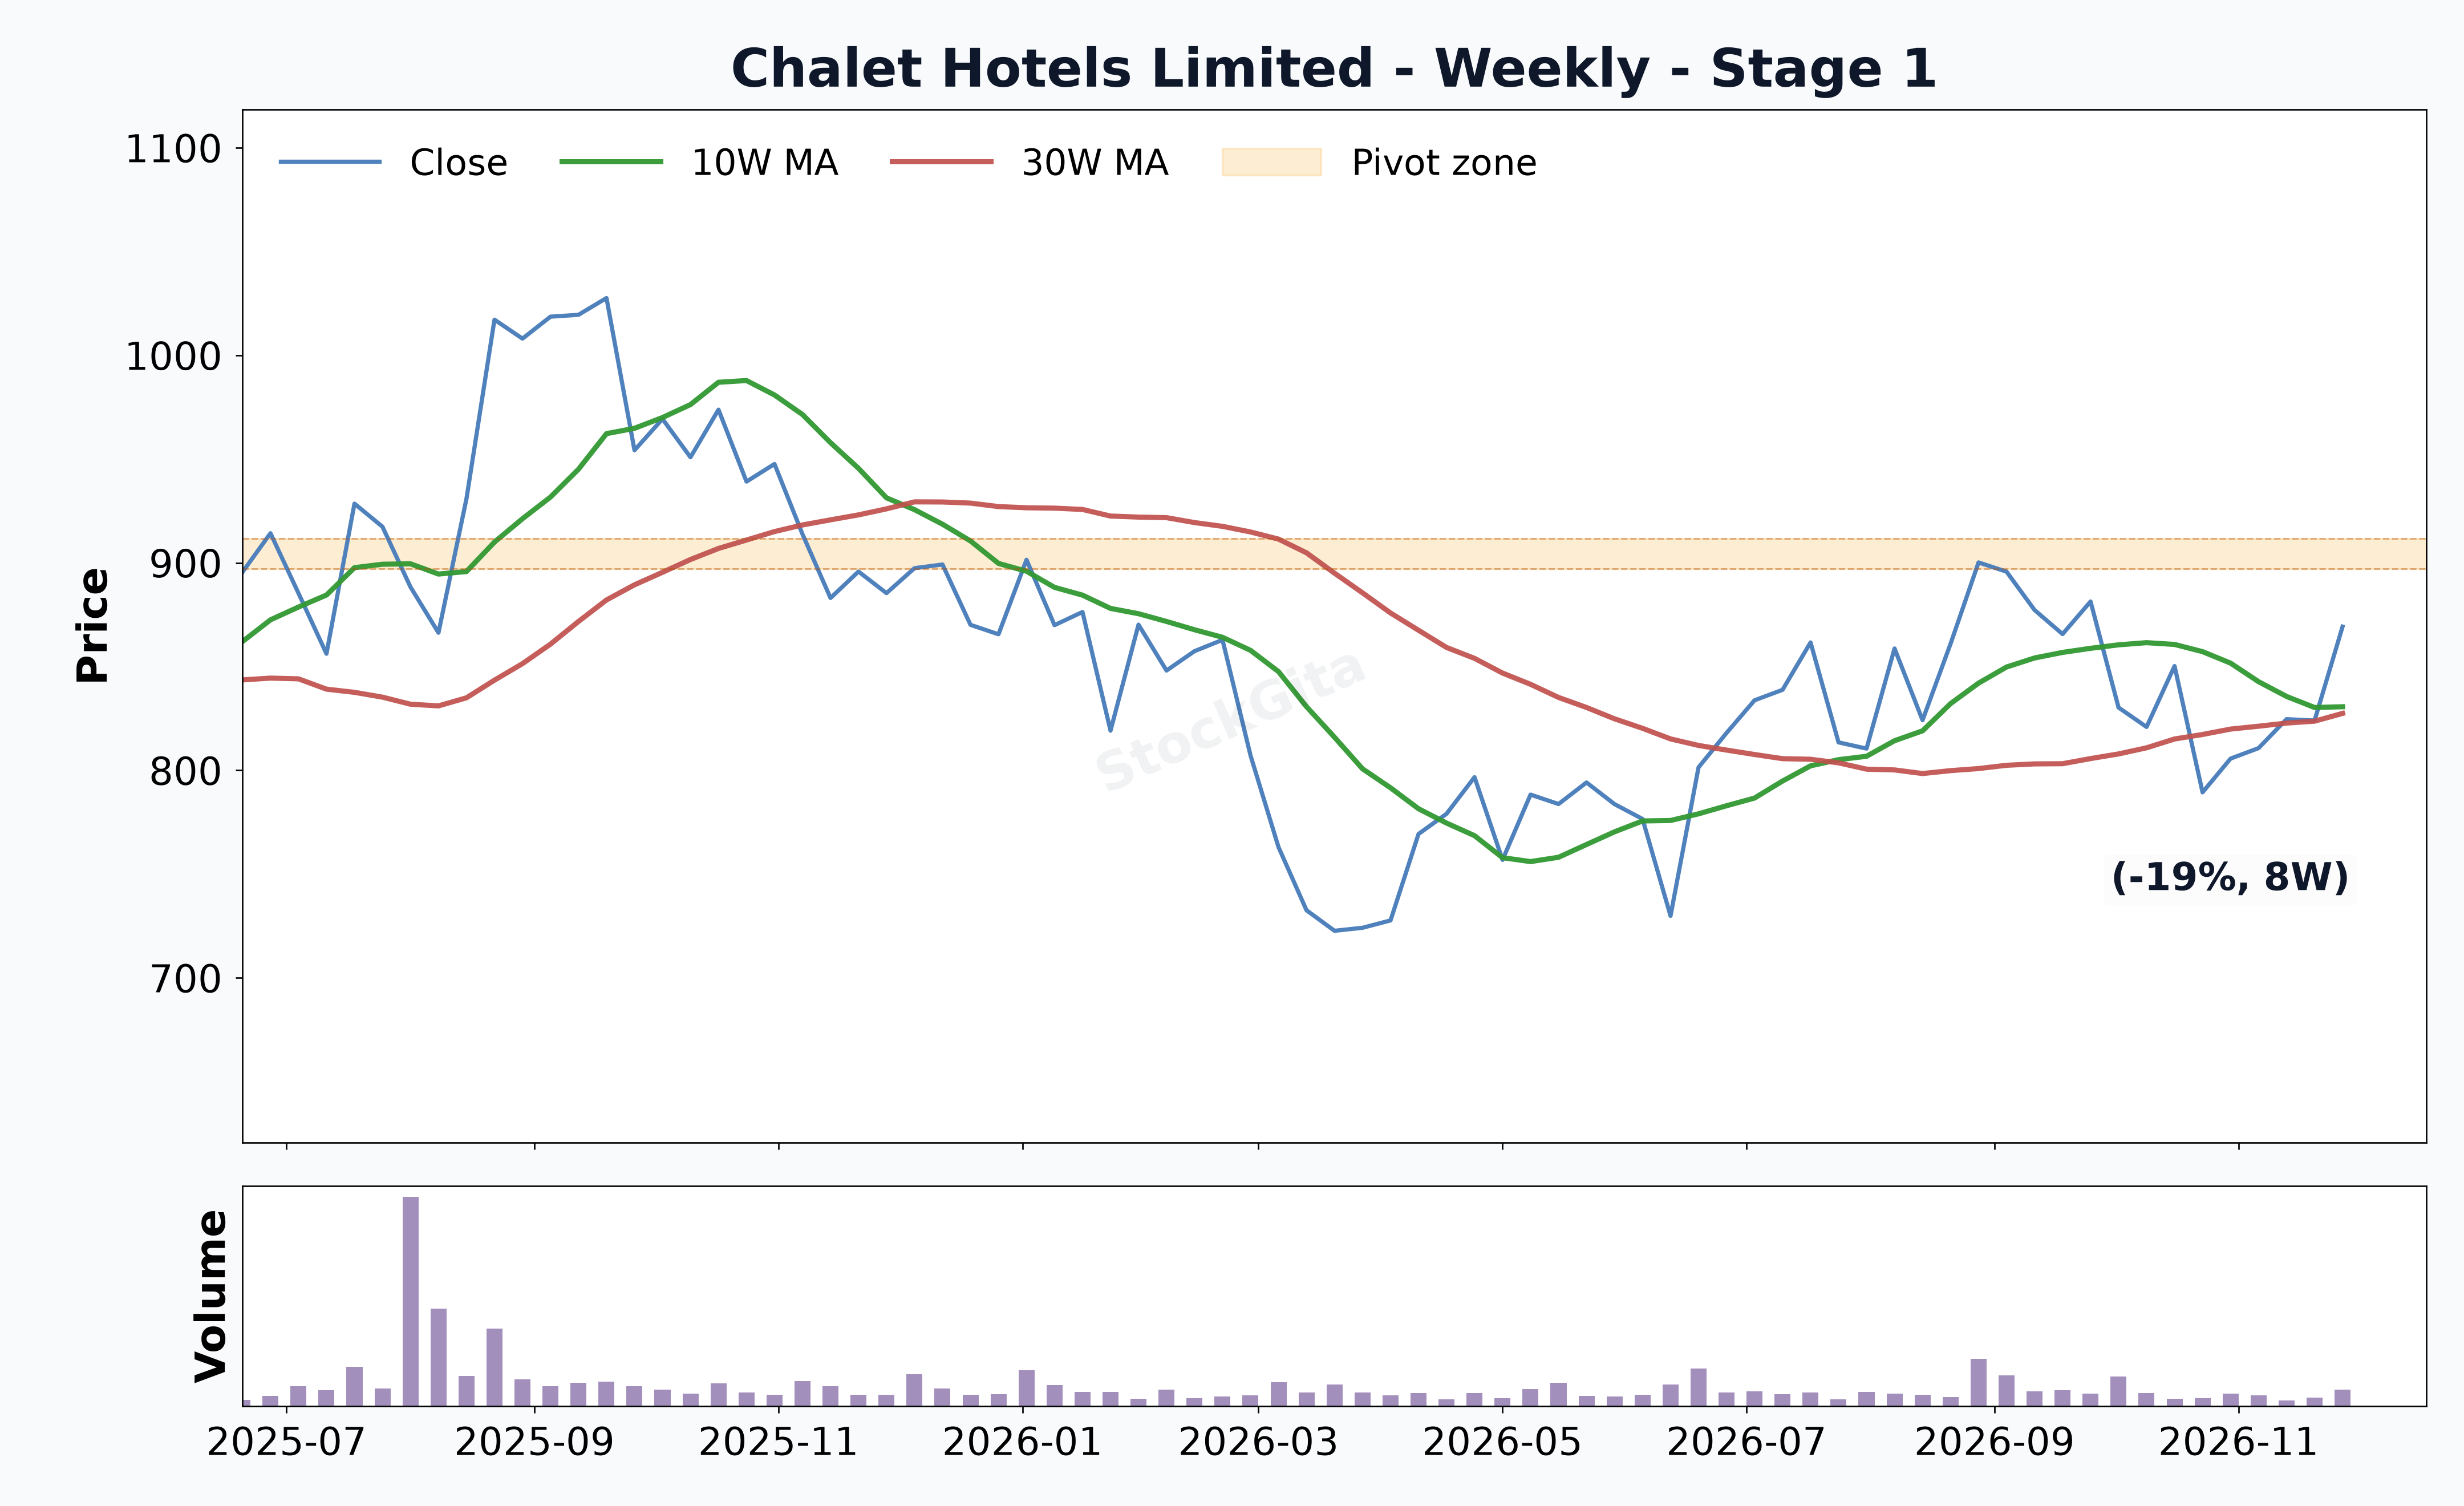 Chalet Hotels Limited - Weekly - Stage 1
Close 10W MA 30W MA Pivot zone
1100
1000
900
800
700
Price
StockGita
(-19%, 8W)
Volume
2025-07 2025-09 2025-11 2026-01 2026-03 2026-05 2026-07 2026-09 2026-11